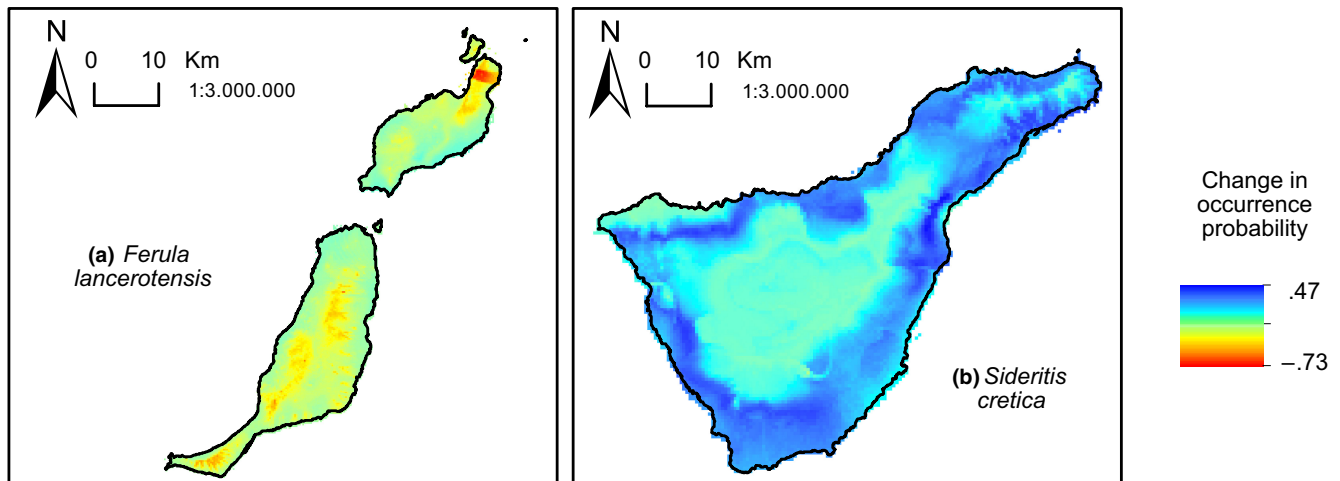 N
0 10 Km
1:3.000.000
(a) Ferula
lancerotensis
N
0 10 Km
1:3.000.000
(b) Sideritis
cretica
Change in
occurrence
probability
.47
–.73